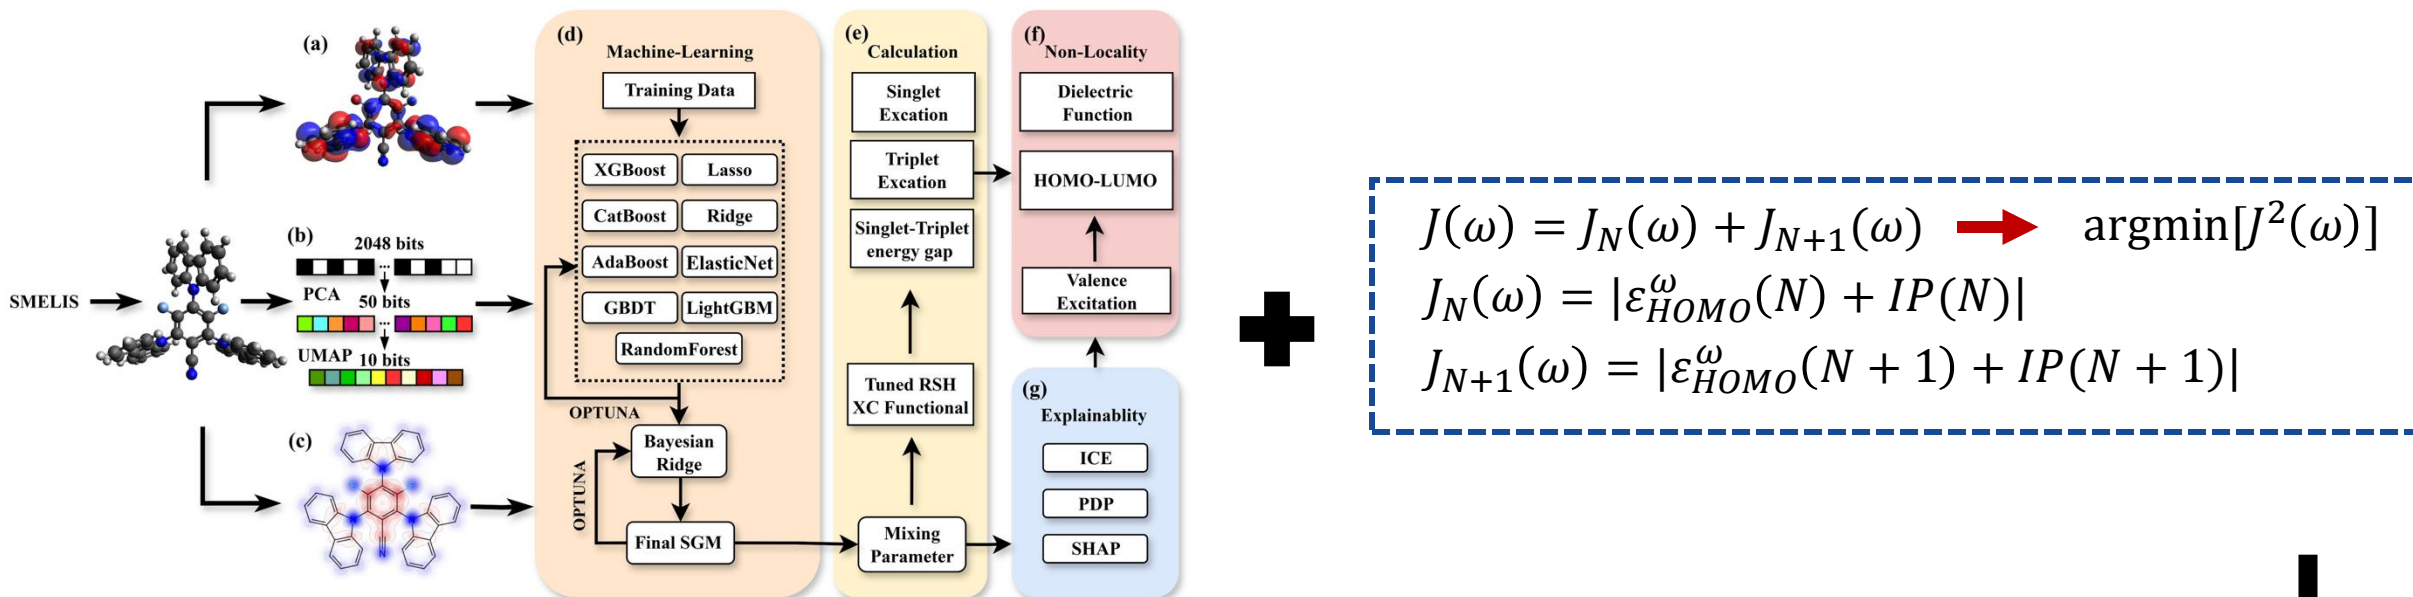 SMELIS
(a)
(b)
2048 bits
...
PCA
50 bits
...
UMAP
10 bits
(c)
(d)
Machine-Learning
Training Data
XGBoost
Lasso
CatBoost
Ridge
AdaBoost
ElasticNet
GBDT
LightGBM
RandomForest
OPTUNA
Bayesian
Ridge
OPTUNA
Final SGM
(e)
Calculation
Singlet
Excation
Triplet
Excation
Singlet-Triplet
energy gap
Tuned RSH
XC Functional
Mixing
Parameter
(f)
Non-Locality
Dielectric
Function
HOMO-LUMO
Valence
Excitation
(g)
Explainablity
ICE
PDP
SHAP
J(ω) = J_N(ω) + J_{N+1}(ω) argmin[J²(ω)]
J_N(ω) = |ε^ω_{HOMO}(N) + IP(N)|
J_{N+1}(ω) = |ε^ω_{HOMO}(N + 1) + IP(N + 1)|